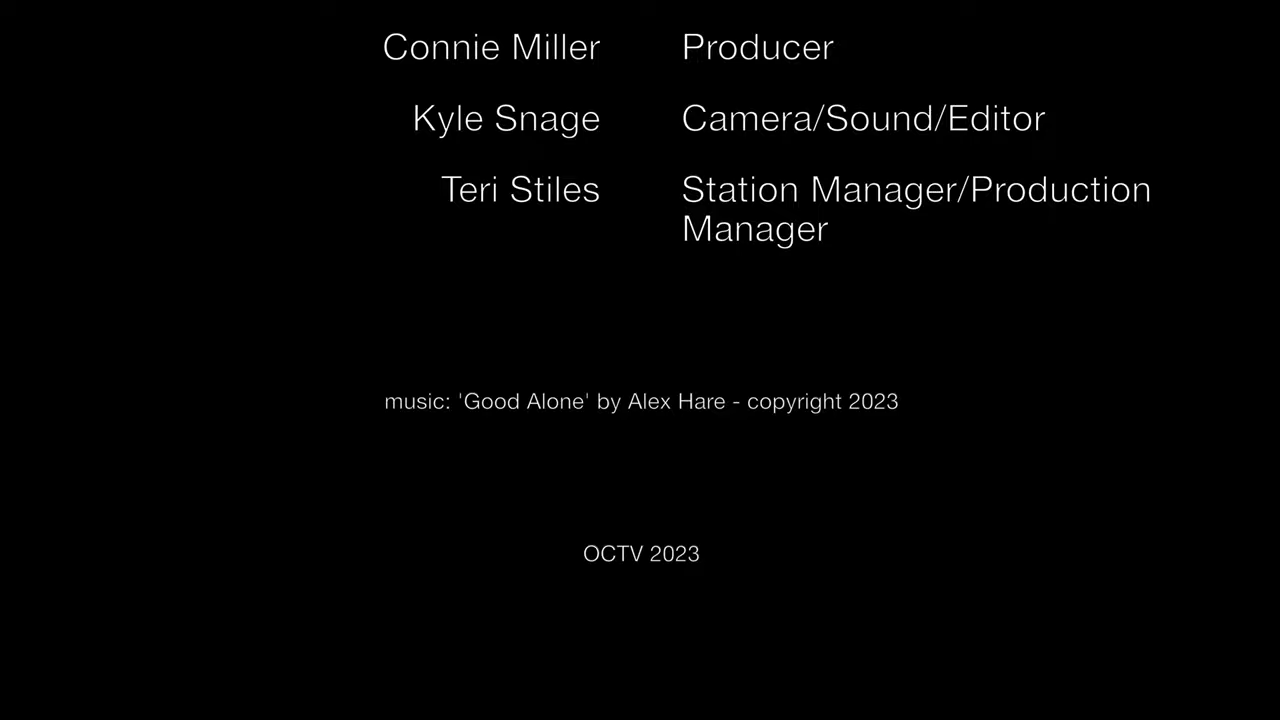 Connie Miller Producer
Kyle Snage Camera/Sound/Editor
Teri Stiles Station Manager/Production
Manager
music: 'Good Alone' by Alex Hare - copyright 2023
OCTV 2023